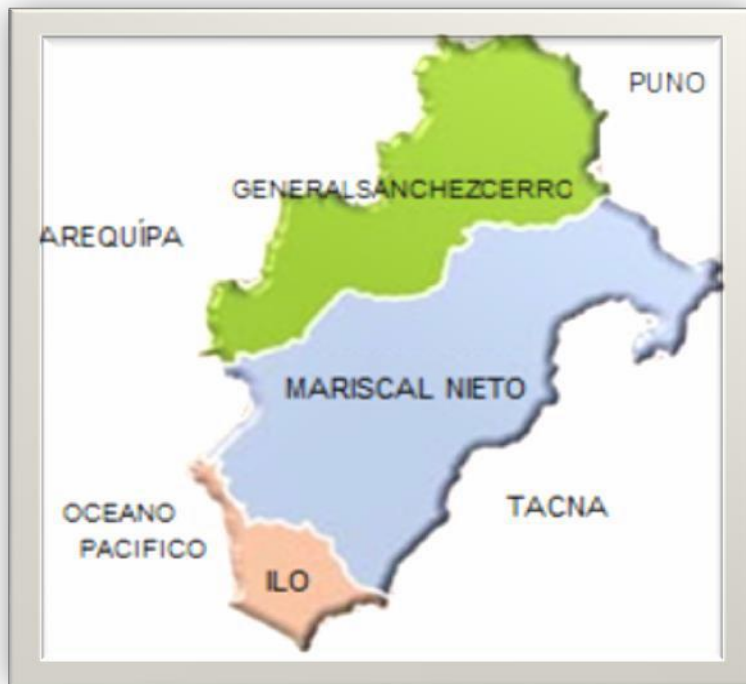 PUNO
GENERALSANCHEZCERRO
AREQUÍPA
MARISCAL NIETO
TACNA
OCEANO
PACIFICO
ILO